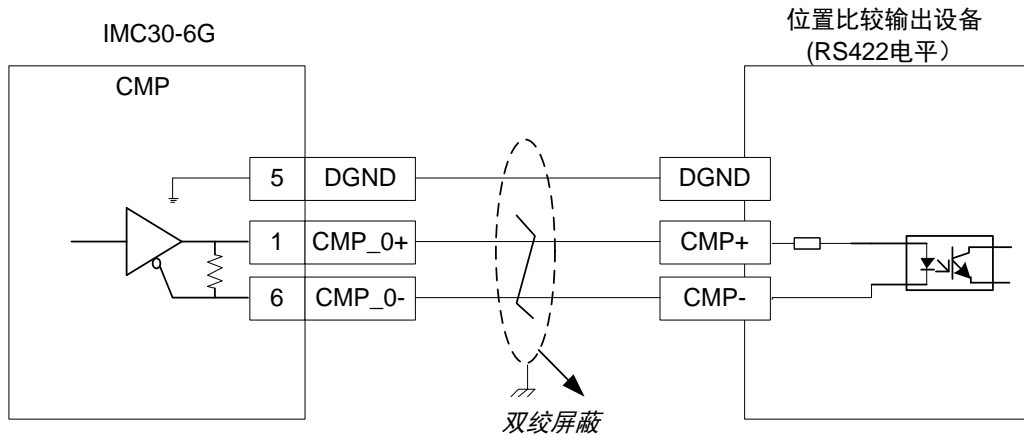 IMC30-6G
位置比较输出设备
(RS422电平）
CMP
5 DGND DGND
1 CMP_0+ CMP+
6 CMP_0- CMP-
双绞屏蔽